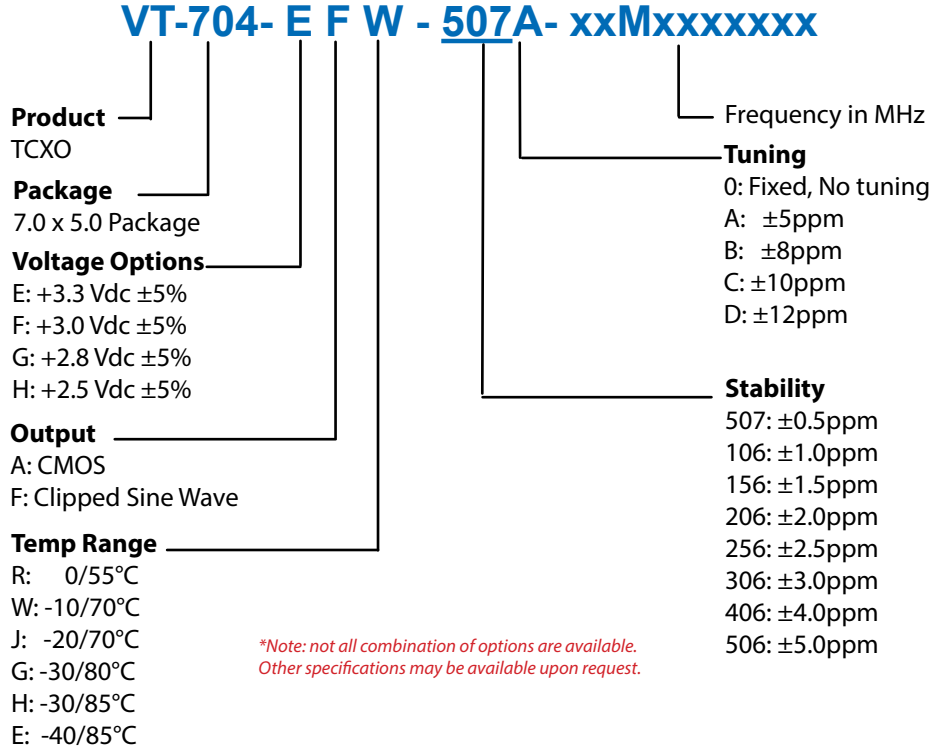 VT-704- E F W - 507A- xxMxxxxxxx
Product
TCXO
Package
7.0 x 5.0 Package
Voltage Options
E: +3.3 Vdc ±5%
F: +3.0 Vdc ±5%
G: +2.8 Vdc ±5%
H: +2.5 Vdc ±5%
Output
A: CMOS
F: Clipped Sine Wave
Temp Range
R: 0/55°C
W: -10/70°C
J: -20/70°C
G: -30/80°C
H: -30/85°C
E: -40/85°C
*Note: not all combination of options are available.
Other specifications may be available upon request.
Frequency in MHz
Tuning
0: Fixed, No tuning
A: ±5ppm
B: ±8ppm
C: ±10ppm
D: ±12ppm
Stability
507: ±0.5ppm
106: ±1.0ppm
156: ±1.5ppm
206: ±2.0ppm
256: ±2.5ppm
306: ±3.0ppm
406: ±4.0ppm
506: ±5.0ppm